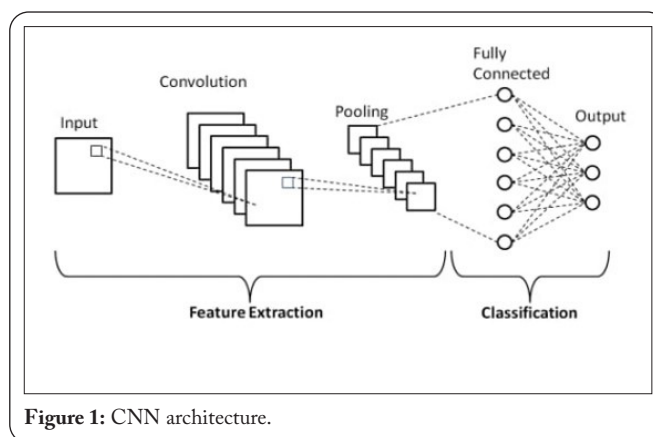 Input
Convolution
Pooling
Fully
Connected
Output
Feature Extraction
Classification
Figure 1: CNN architecture.